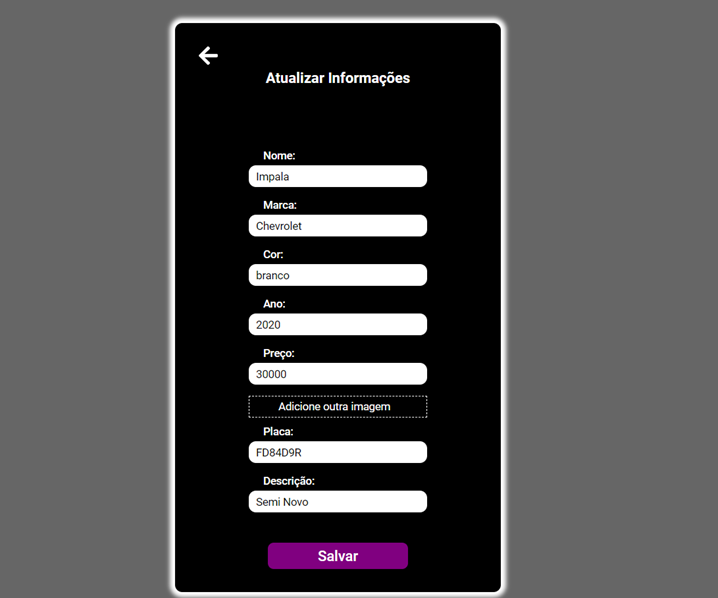 Atualizar Informações
Nome:
Impala
Marca:
Chevrolet
Cor:
branco
Ano:
2020
Preço:
30000
Adicione outra imagem
Placa:
FD84D9R
Descrição:
Semi Novo
Salvar